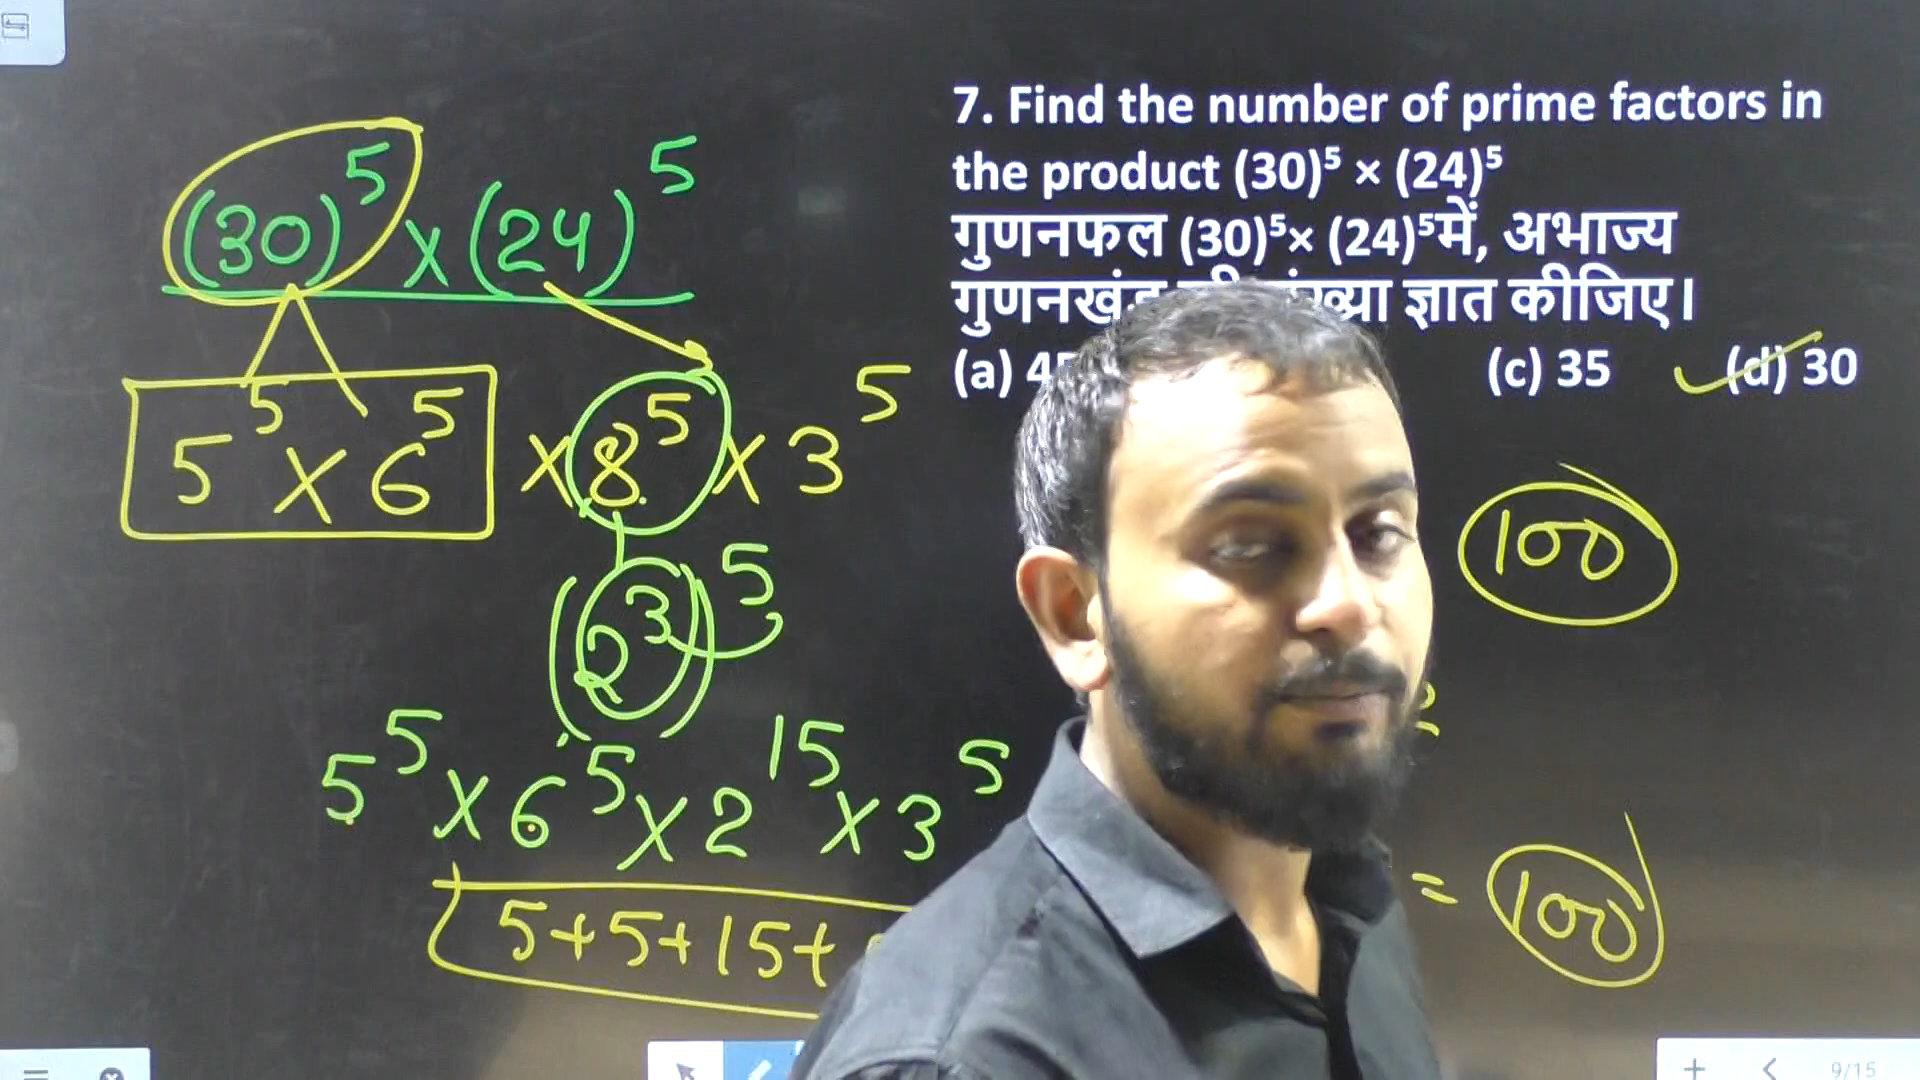 7. Find the number of prime factors in
the product (30)⁵ × (24)⁵
गुणनफल (30)⁵× (24)⁵में, अभाज्य
ज्ञात कीजिए।
(a) (c) 35 (d) 30
(30)⁵ × (24)⁵
5⁵ × 6⁵ × 8⁵ × 3⁵
(2³)⁵
5⁵ × 6⁵ × 2¹⁵ × 3⁵
5+5+15+
100
= 100
9/15